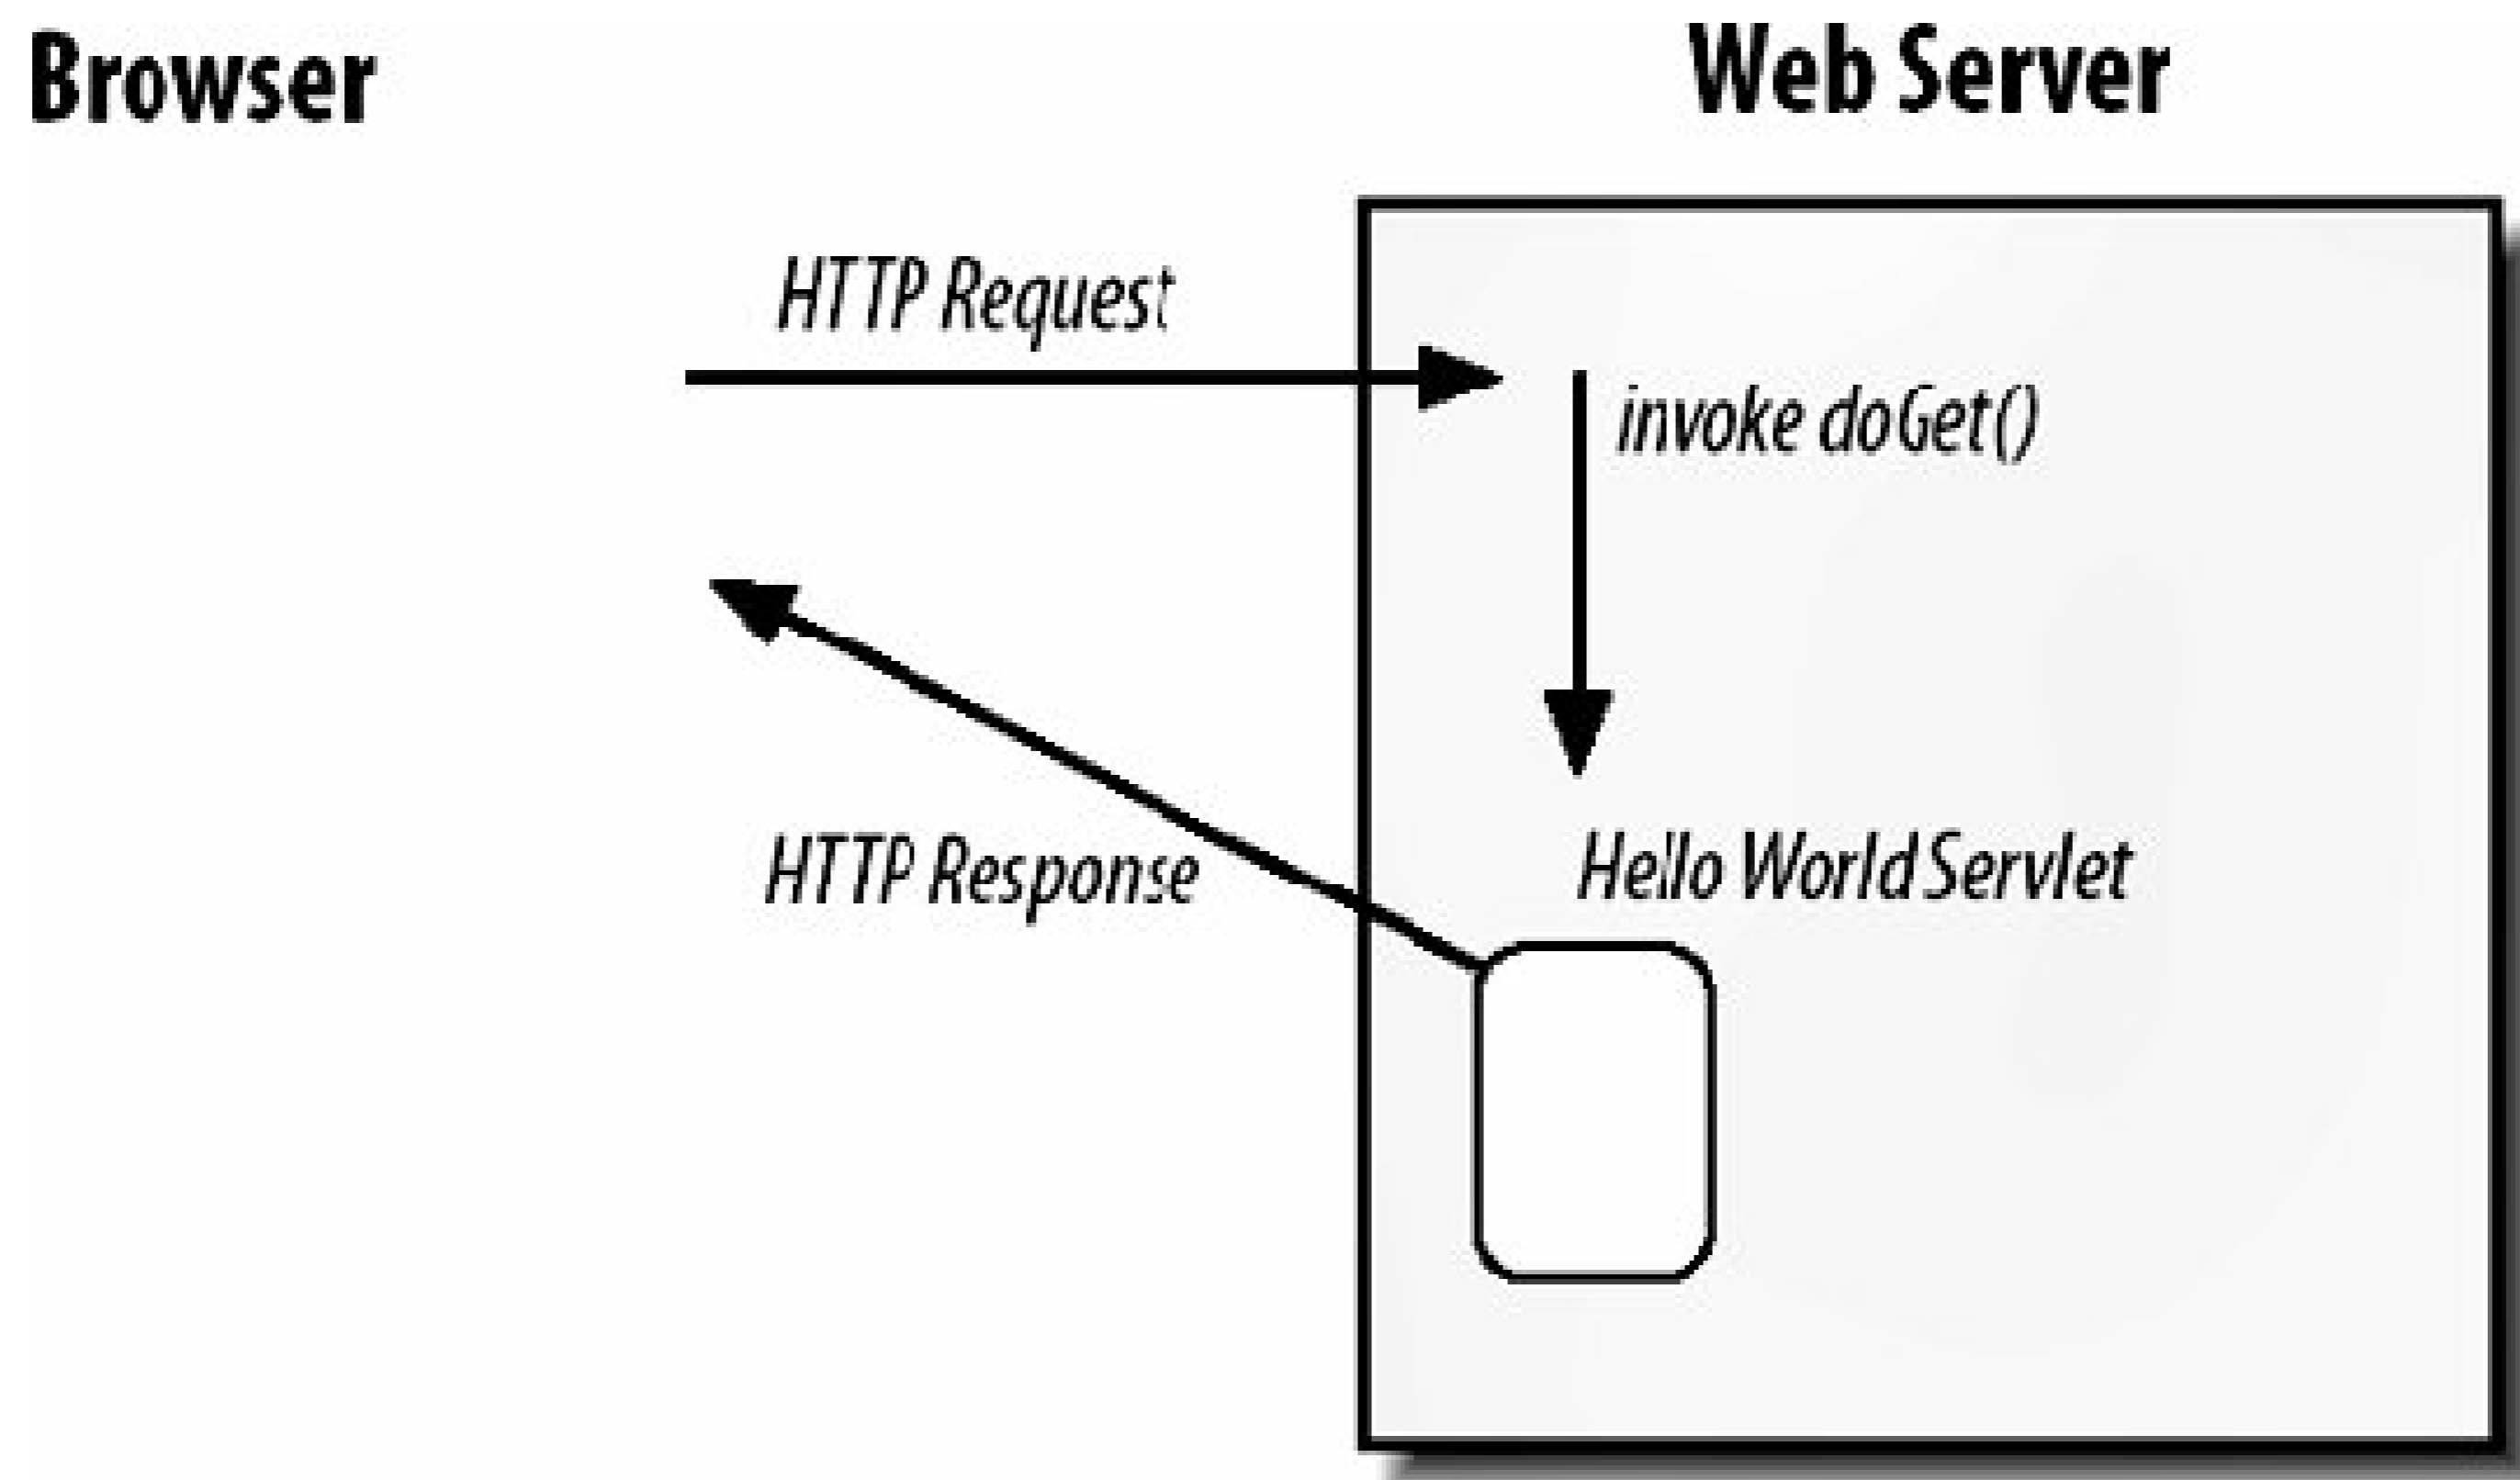 Browser
Web Server
HTTP Request
invoke doGet()
HTTP Response
Hello World Servlet